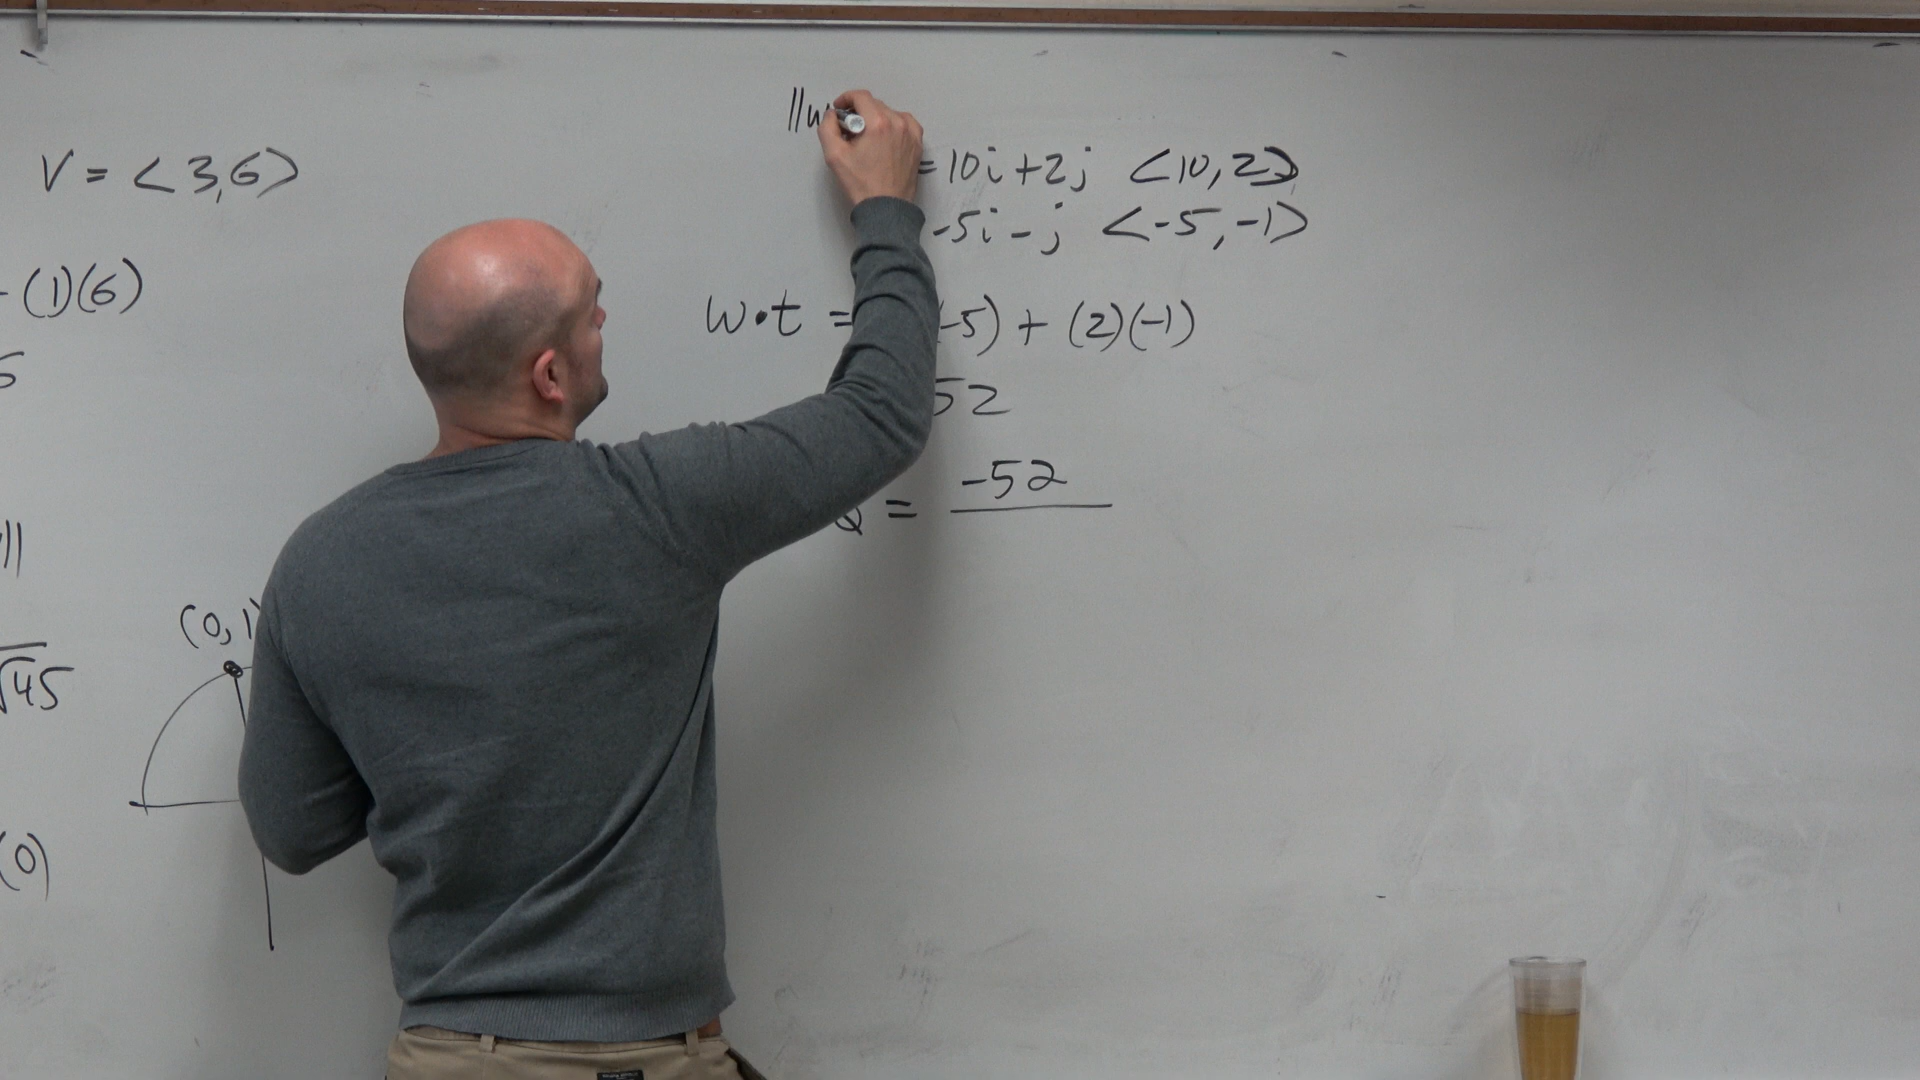 V = <3,6>
(1)(6)
5
||
(0,1)
√45
(0)
||w
= 10i + 2j <10, 2>
-5i - j <-5, -1>
w•t = -5) + (2)(-1)
52
= -52